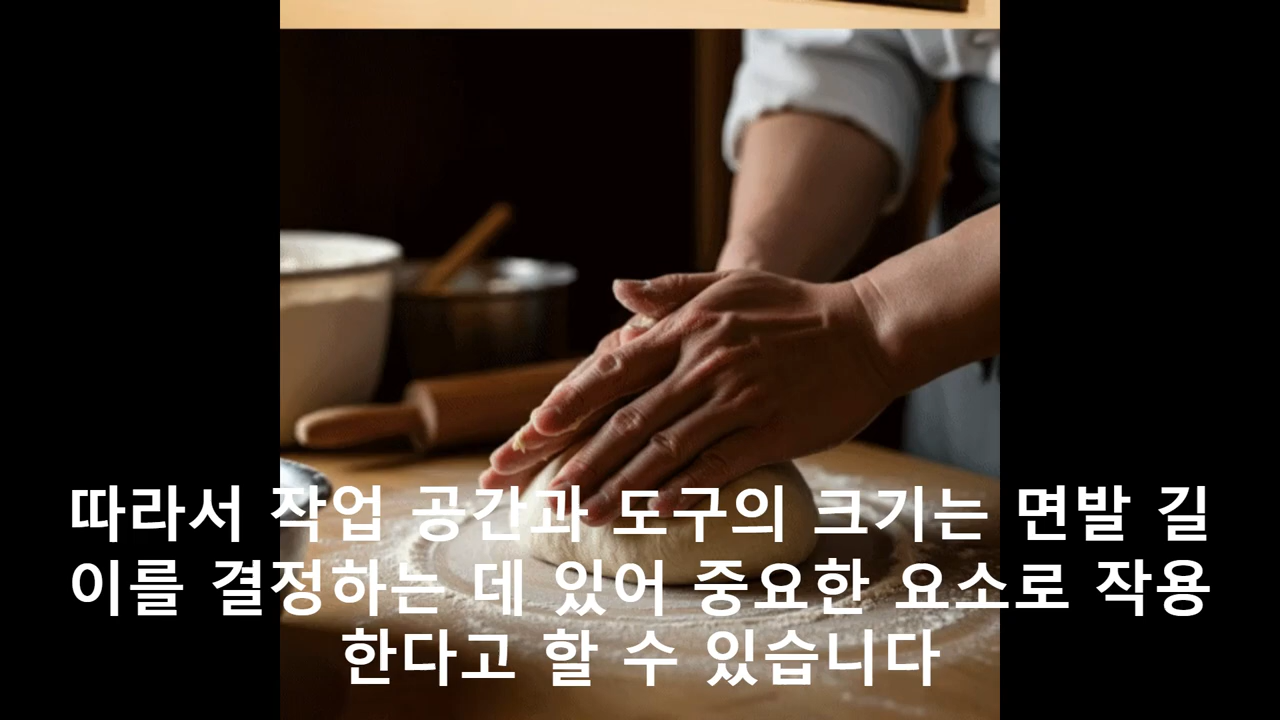 따라서 작업 공간과 도구의 크기는 면발 길
이를 결정하는 데 있어 중요한 요소로 작용
한다고 할 수 있습니다